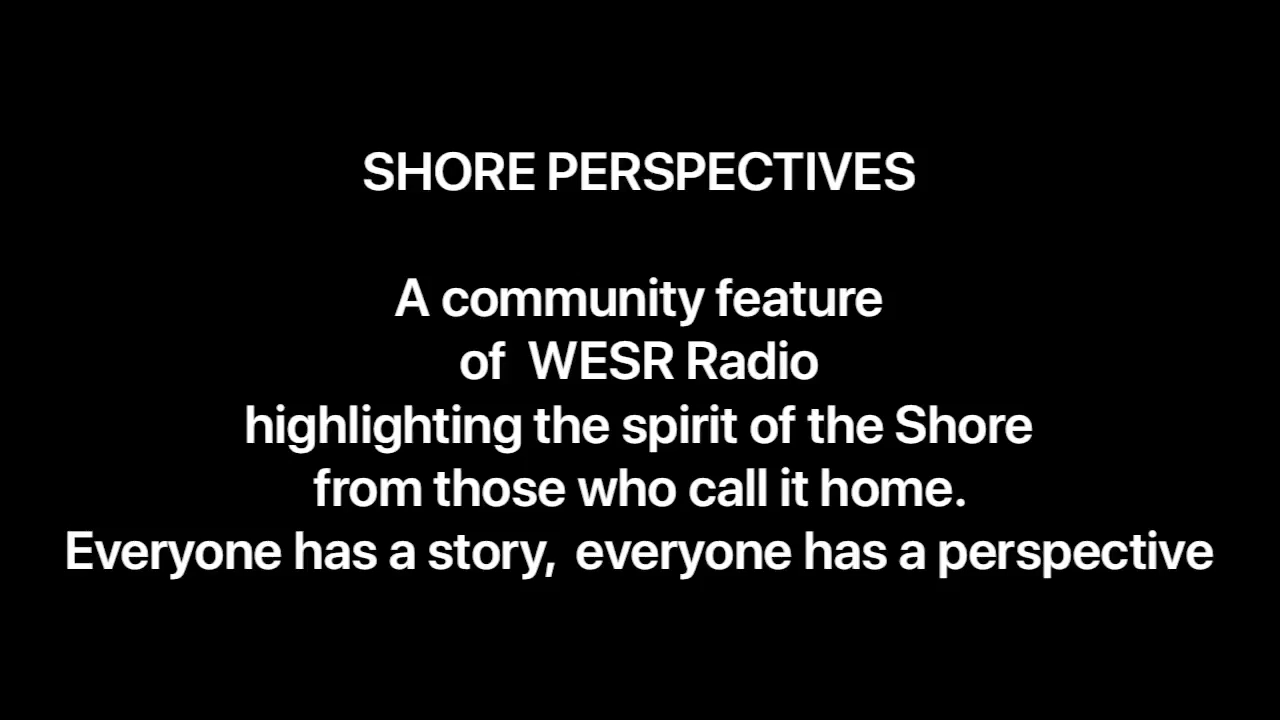 SHORE PERSPECTIVES
A community feature
of WESR Radio
highlighting the spirit of the Shore
from those who call it home.
Everyone has a story, everyone has a perspective